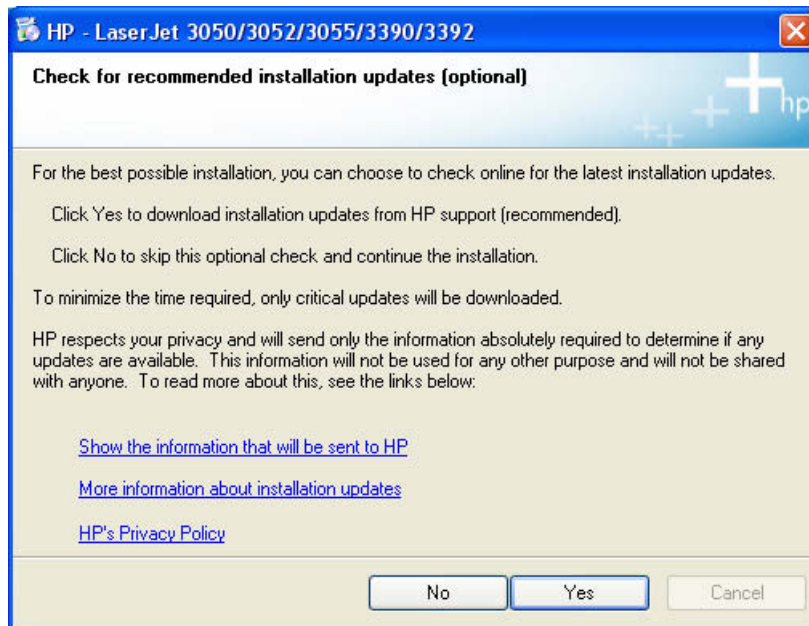 HP - LaserJet 3050/3052/3055/3390/3392
Check for recommended installation updates (optional)
hp
For the best possible installation, you can choose to check online for the latest installation updates.
Click Yes to download installation updates from HP support (recommended).
Click No to skip this optional check and continue the installation.
To minimize the time required, only critical updates will be downloaded.
HP respects your privacy and will send only the information absolutely required to determine if any
updates are available. This information will not be used for any other purpose and will not be shared
with anyone. To read more about this, see the links below:
Show the information that will be sent to HP
More information about installation updates
HP's Privacy Policy
No Yes Cancel